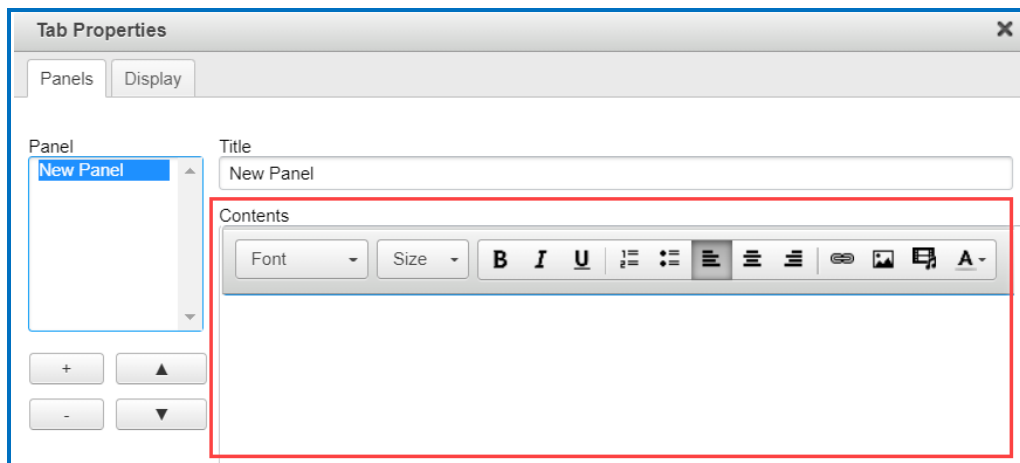 Tab Properties
Panels Display
Panel
New Panel
+
-
Title
New Panel
Contents
Font Size B I U A